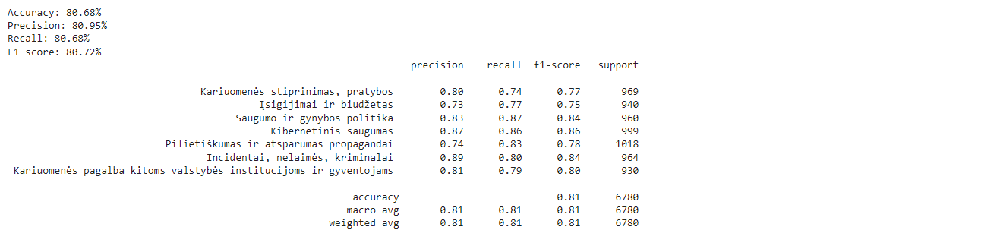 Accuracy: 80.68%
Precision: 80.95%
Recall: 80.68%
F1 score: 80.72%
precision recall f1-score support
Kariuomenės stiprinimas, pratybos 0.80 0.74 0.77 969
Įsigijimai ir biudžetas 0.73 0.77 0.75 940
Saugumo ir gynybos politika 0.83 0.87 0.84 960
Kibernetinis saugumas 0.87 0.86 0.86 999
Pilietiškumas ir atsparumas propagandai 0.74 0.83 0.78 1018
Incidentai, nelaimės, kriminalai 0.89 0.80 0.84 964
Kariuomenės pagalba kitoms valstybės institucijoms ir gyventojams 0.81 0.79 0.80 930
accuracy 0.81 6780
macro avg 0.81 0.81 0.81 6780
weighted avg 0.81 0.81 0.81 6780